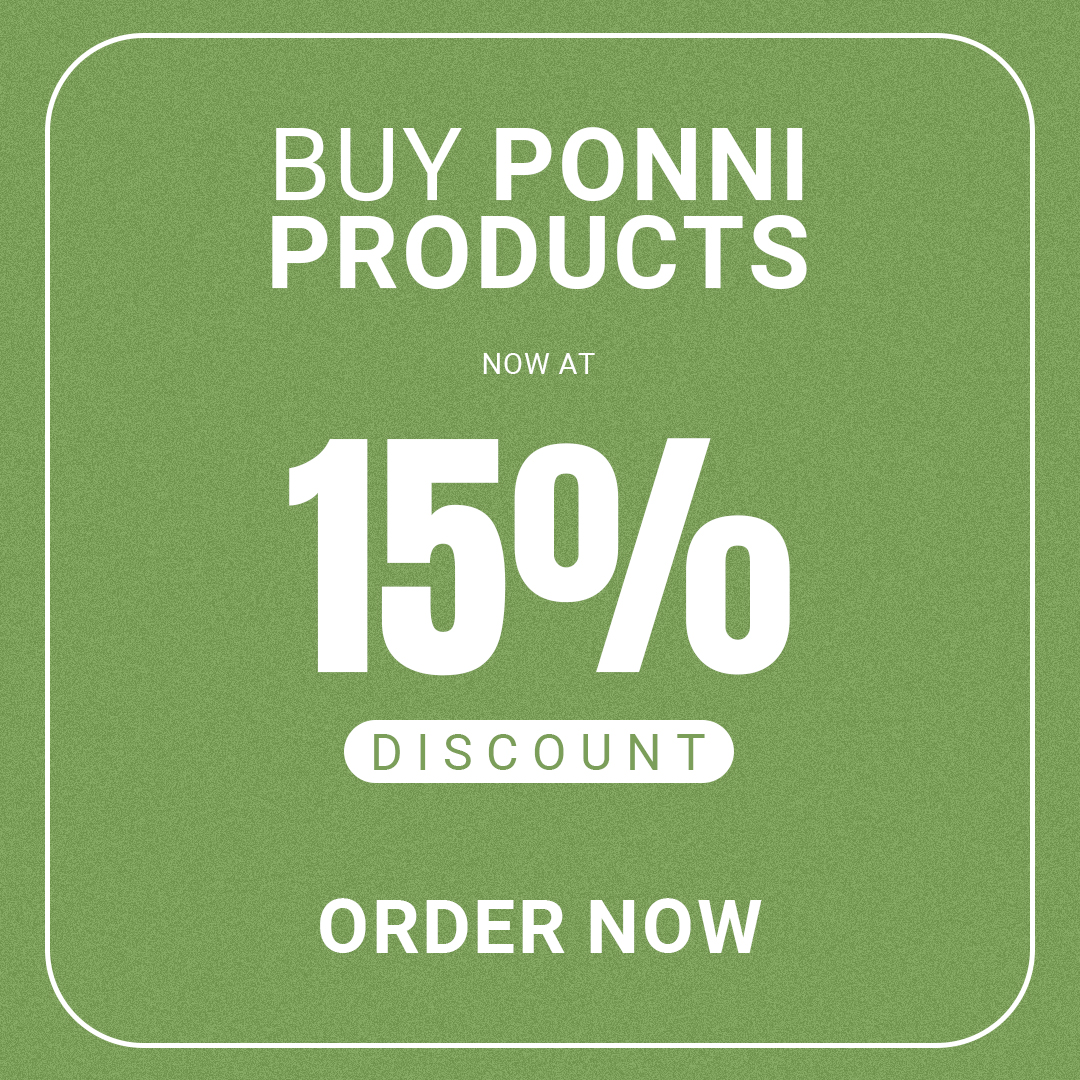 BUY PONNI
PRODUCTS
NOW AT
15%
DISCOUNT
ORDER NOW